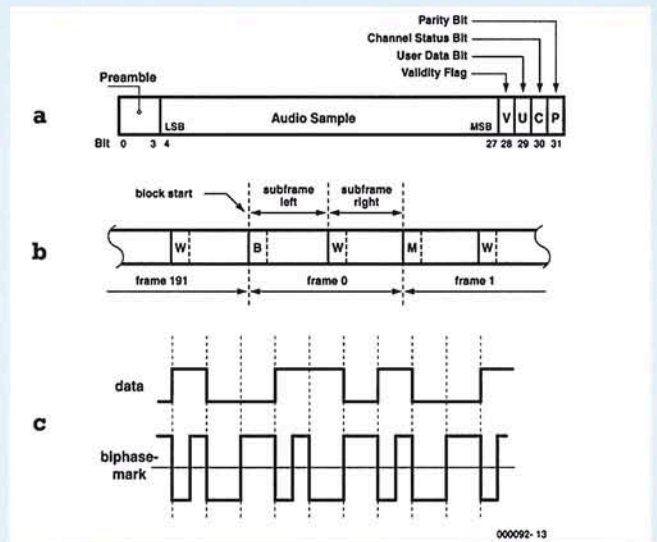 Parity Bit
Channel Status Bit
User Data Bit
Validity Flag
Preamble
a
LSB
Audio Sample
MSB
V U C P
Bit 0 3 4 27 28 29 30 31
block start
subframe left
subframe right
b
W B W M W
frame 191 frame 0 frame 1
data
c
biphase-
mark
000092- 13